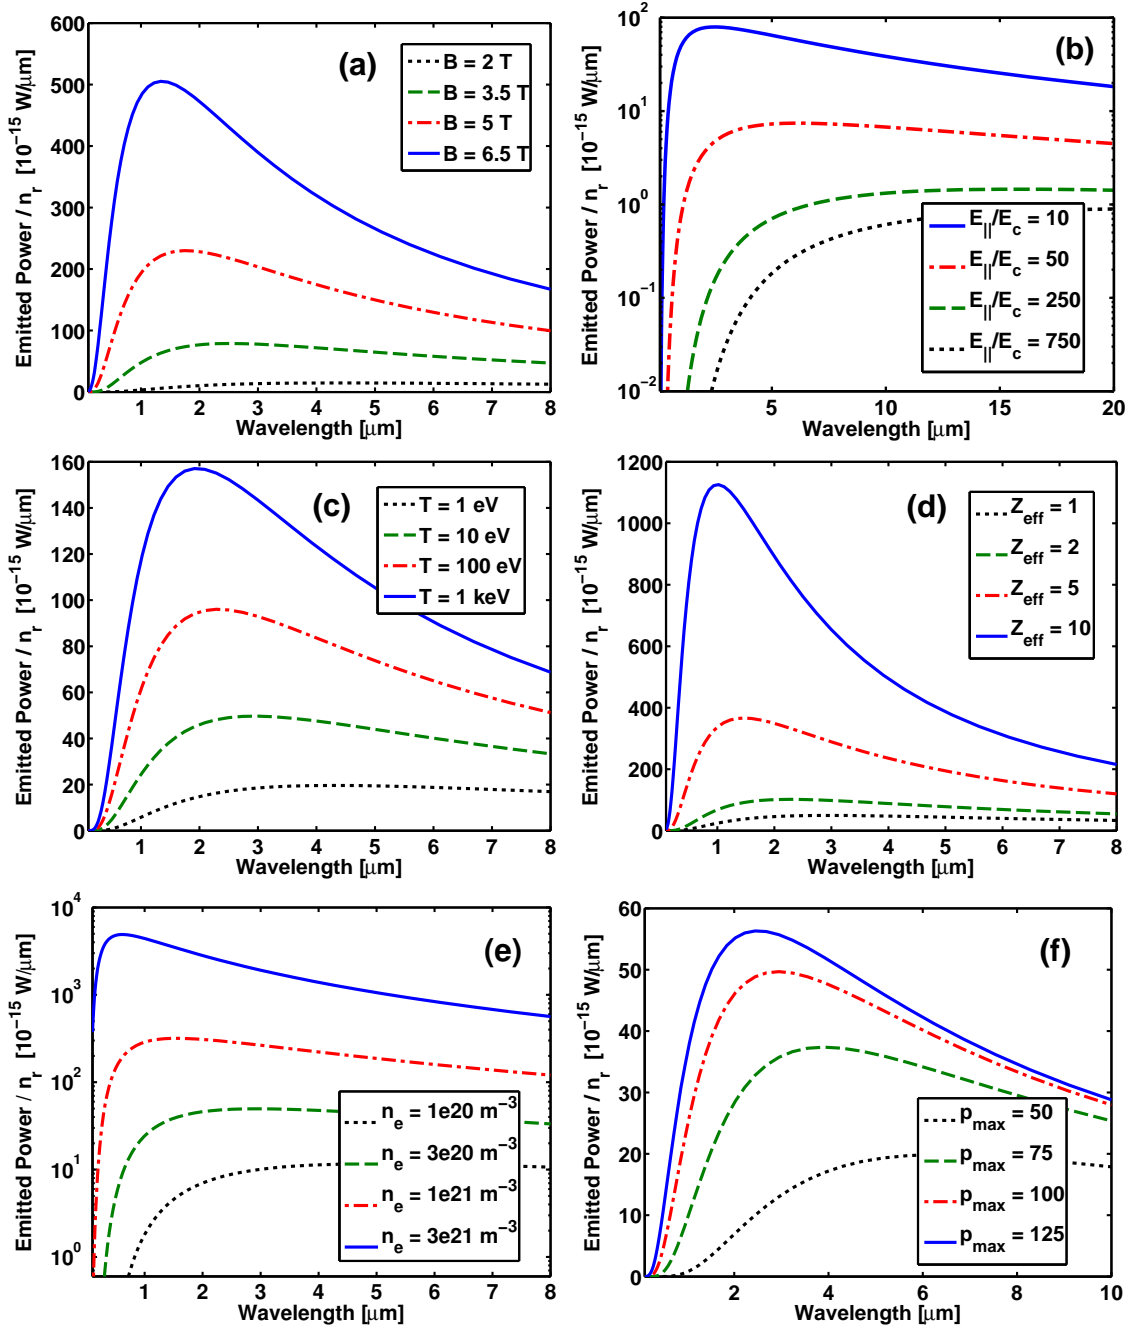 600
500
400
300
200
100
0
1 2 3 4 5 6 7 8
Wavelength [μm]
Emitted Power / n_r [10^−15 W/μm]
(a)
B = 2 T
B = 3.5 T
B = 5 T
B = 6.5 T
10^2
10^1
10^0
10^−1
10^−2
5 10 15 20
Wavelength [μm]
Emitted Power / n_r [10^−15 W/μm]
(b)
E_||/E_c = 10
E_||/E_c = 50
E_||/E_c = 250
E_||/E_c = 750
160
140
120
100
80
60
40
20
0
1 2 3 4 5 6 7 8
Wavelength [μm]
Emitted Power / n_r [10^−15 W/μm]
(c)
T = 1 eV
T = 10 eV
T = 100 eV
T = 1 keV
1200
1000
800
600
400
200
0
1 2 3 4 5 6 7 8
Wavelength [μm]
Emitted Power / n_r [10^−15 W/μm]
(d)
Z_eff = 1
Z_eff = 2
Z_eff = 5
Z_eff = 10
10^4
10^3
10^2
10^1
10^0
1 2 3 4 5 6 7 8
Wavelength [μm]
Emitted Power / n_r [10^−15 W/μm]
(e)
n_e = 1e20 m^−3
n_e = 3e20 m^−3
n_e = 1e21 m^−3
n_e = 3e21 m^−3
60
50
40
30
20
10
0
2 4 6 8 10
Wavelength [μm]
Emitted Power / n_r [10^−15 W/μm]
(f)
p_max = 50
p_max = 75
p_max = 100
p_max = 125